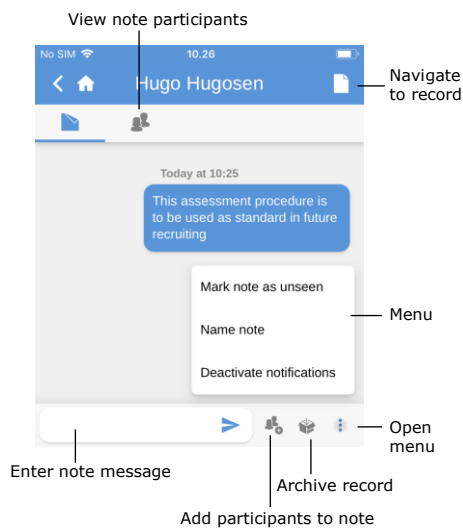 View note participants
No SIM
10.26
Hugo Hugosen
Navigate
to record
Today at 10:25
This assessment procedure is
to be used as standard in future
recruiting
Mark note as unseen
Name note
Menu
Deactivate notifications
Open
menu
Enter note message
Archive record
Add participants to note